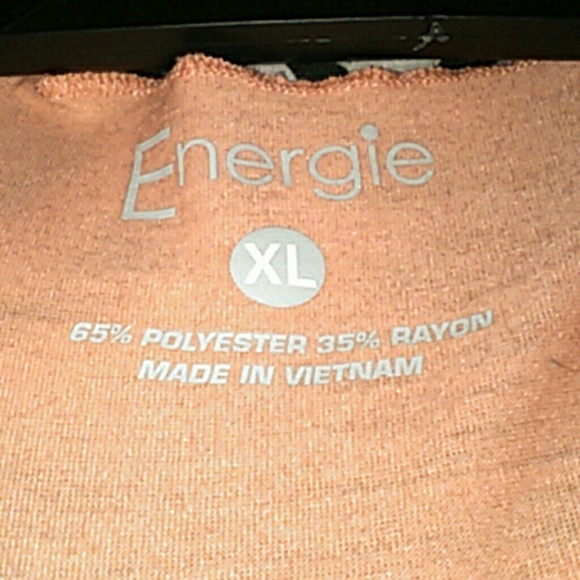 Energie
XL
65% POLYESTER 35% RAYON
MADE IN VIETNAM